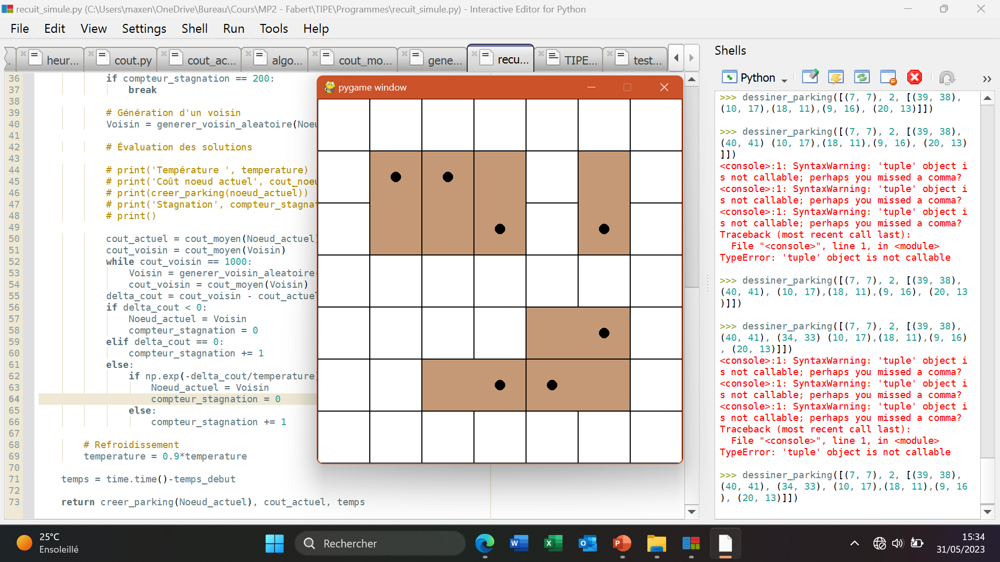 recuit_simule.py (C:\Users\maxen\OneDrive\Bureau\Cours\MP2 - Fabert\TIPE\Programmes\recuit_simule.py) - Interactive Editor for Python
File Edit View Settings Shell Run Tools Help
heur... cout.py cout_ac... algo... cout_mo... gene... recu... TIPE... test...
36 if compteur_stagnation == 200:
37 break
38
39 # Génération d'un voisin
40 Voisin = generer_voisin_aleatoire(Noeu
41
42 # Évaluation des solutions
43
44 # print('Température ', temperature)
45 # print('Coût noeud actuel', cout_noeu
46 # print(creer_parking(noeud_actuel))
47 # print('Stagnation', compteur_stagnat
48 # print()
49
50 cout_actuel = cout_moyen(Noeud_actuel)
51 cout_voisin = cout_moyen(Voisin)
52 while cout_voisin == 1000:
53 Voisin = generer_voisin_aleatoire(
54 cout_voisin = cout_moyen(Voisin)
55 delta_cout = cout_voisin - cout_actuel
56 if delta_cout < 0:
57 Noeud_actuel = Voisin
58 compteur_stagnation = 0
59 elif delta_cout == 0:
60 compteur_stagnation += 1
61 else:
62 if np.exp(-delta_cout/temperature)
63 Noeud_actuel = Voisin
64 compteur_stagnation = 0
65 else:
66 compteur_stagnation += 1
67
68 # Refroidissement
69 temperature = 0.9*temperature
70
71 temps = time.time()-temps_debut
72
73 return creer_parking(Noeud_actuel), cout_actuel, temps
pygame window
Shells
Python
>>> dessiner_parking([(7, 7), 2, [(39, 38),
(10, 17),(18, 11),(9, 16), (20, 13)]])
>>> dessiner_parking([(7, 7), 2, [(39, 38),
(40, 41) (10, 17),(18, 11),(9, 16), (20, 13)
]])
<console>:1: SyntaxWarning: 'tuple' object i
s not callable; perhaps you missed a comma?
<console>:1: SyntaxWarning: 'tuple' object i
s not callable; perhaps you missed a comma?
<console>:1: SyntaxWarning: 'tuple' object i
s not callable; perhaps you missed a comma?
Traceback (most recent call last):
File "<console>", line 1, in <module>
TypeError: 'tuple' object is not callable
>>> dessiner_parking([(7, 7), 2, [(39, 38),
(40, 41), (10, 17),(18, 11),(9, 16), (20, 13
)]])
>>> dessiner_parking([(7, 7), 2, [(39, 38),
(40, 41), (34, 33) (10, 17),(18, 11),(9, 16)
, (20, 13)]])
<console>:1: SyntaxWarning: 'tuple' object i
s not callable; perhaps you missed a comma?
<console>:1: SyntaxWarning: 'tuple' object i
s not callable; perhaps you missed a comma?
<console>:1: SyntaxWarning: 'tuple' object i
s not callable; perhaps you missed a comma?
Traceback (most recent call last):
File "<console>", line 1, in <module>
TypeError: 'tuple' object is not callable
>>> dessiner_parking([(7, 7), 2, [(39, 38),
(40, 41), (34, 33), (10, 17),(18, 11),(9, 16
), (20, 13)]])
25°C
Ensoleillé
Rechercher
15:34
31/05/2023